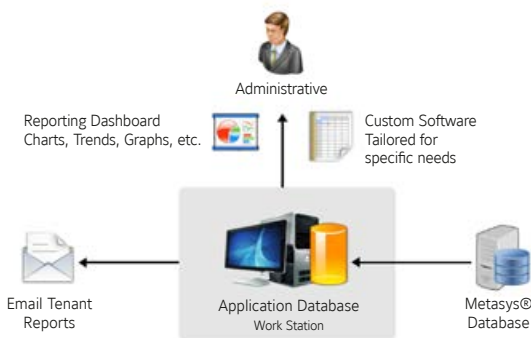 Administrative
Reporting Dashboard
Charts, Trends, Graphs, etc.
Custom Software
Tailored for
specific needs
Email Tenant
Reports
Application Database
Work Station
Metasys®
Database